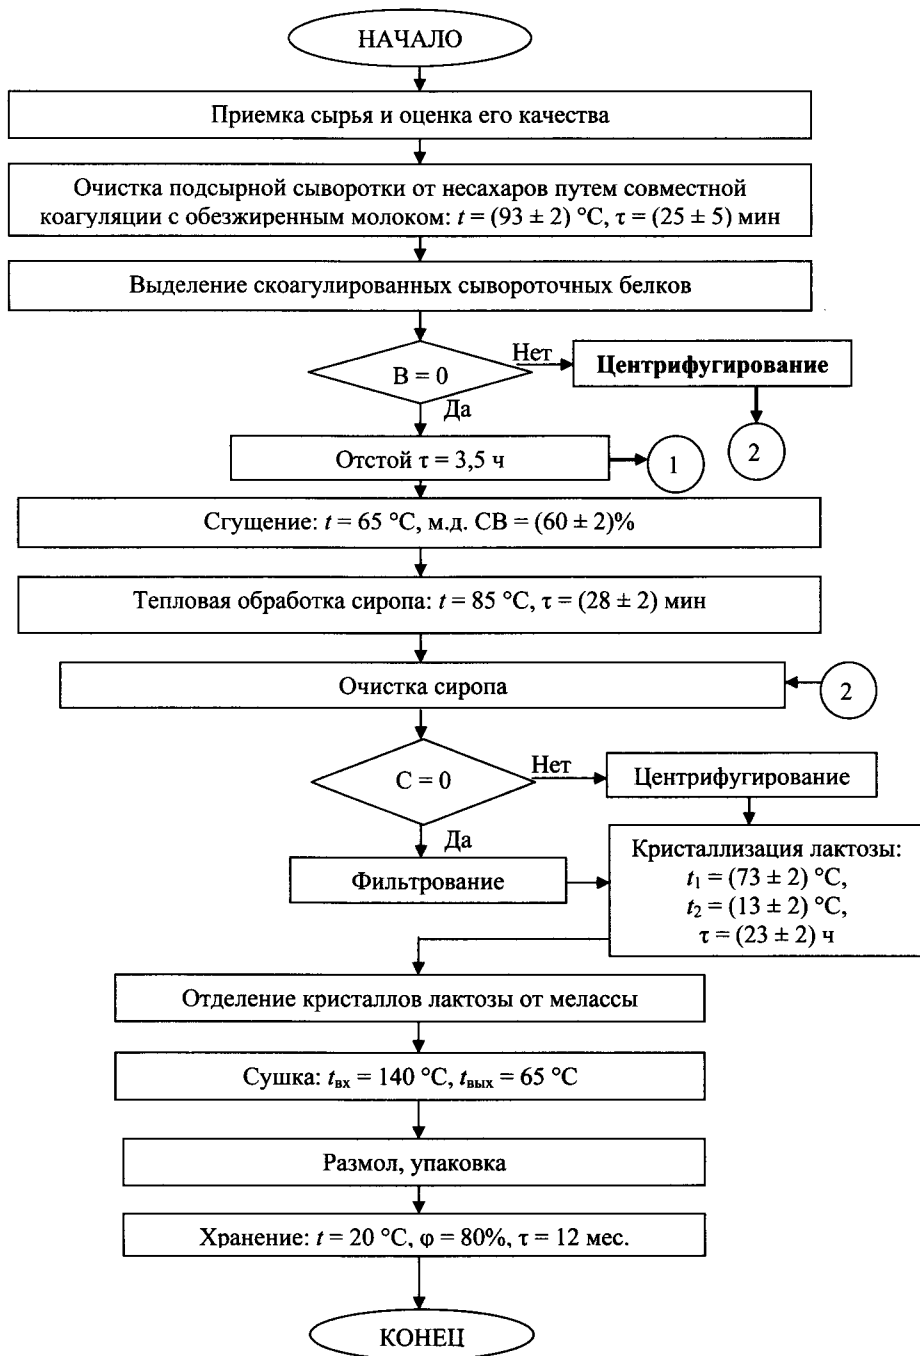 НАЧАЛО
Приемка сырья и оценка его качества
Очистка подсырной сыворотки от несахаров путем совместной
коагуляции с обезжиренным молоком: t = (93 ± 2) °C, τ = (25 ± 5) мин
Выделение скоагулированных сывороточных белков
В = 0
Нет
Центрифугирование
Да
2
Отстой τ = 3,5 ч
1
Сгущение: t = 65 °C, м.д. СВ = (60 ± 2)%
Тепловая обработка сиропа: t = 85 °C, τ = (28 ± 2) мин
Очистка сиропа
2
С = 0
Нет
Центрифугирование
Да
Фильтрование
Кристаллизация лактозы:
t₁ = (73 ± 2) °C,
t₂ = (13 ± 2) °C,
τ = (23 ± 2) ч
Отделение кристаллов лактозы от мелассы
Сушка: tвх = 140 °C, tвых = 65 °C
Размол, упаковка
Хранение: t = 20 °C, φ = 80%, τ = 12 мес.
КОНЕЦ